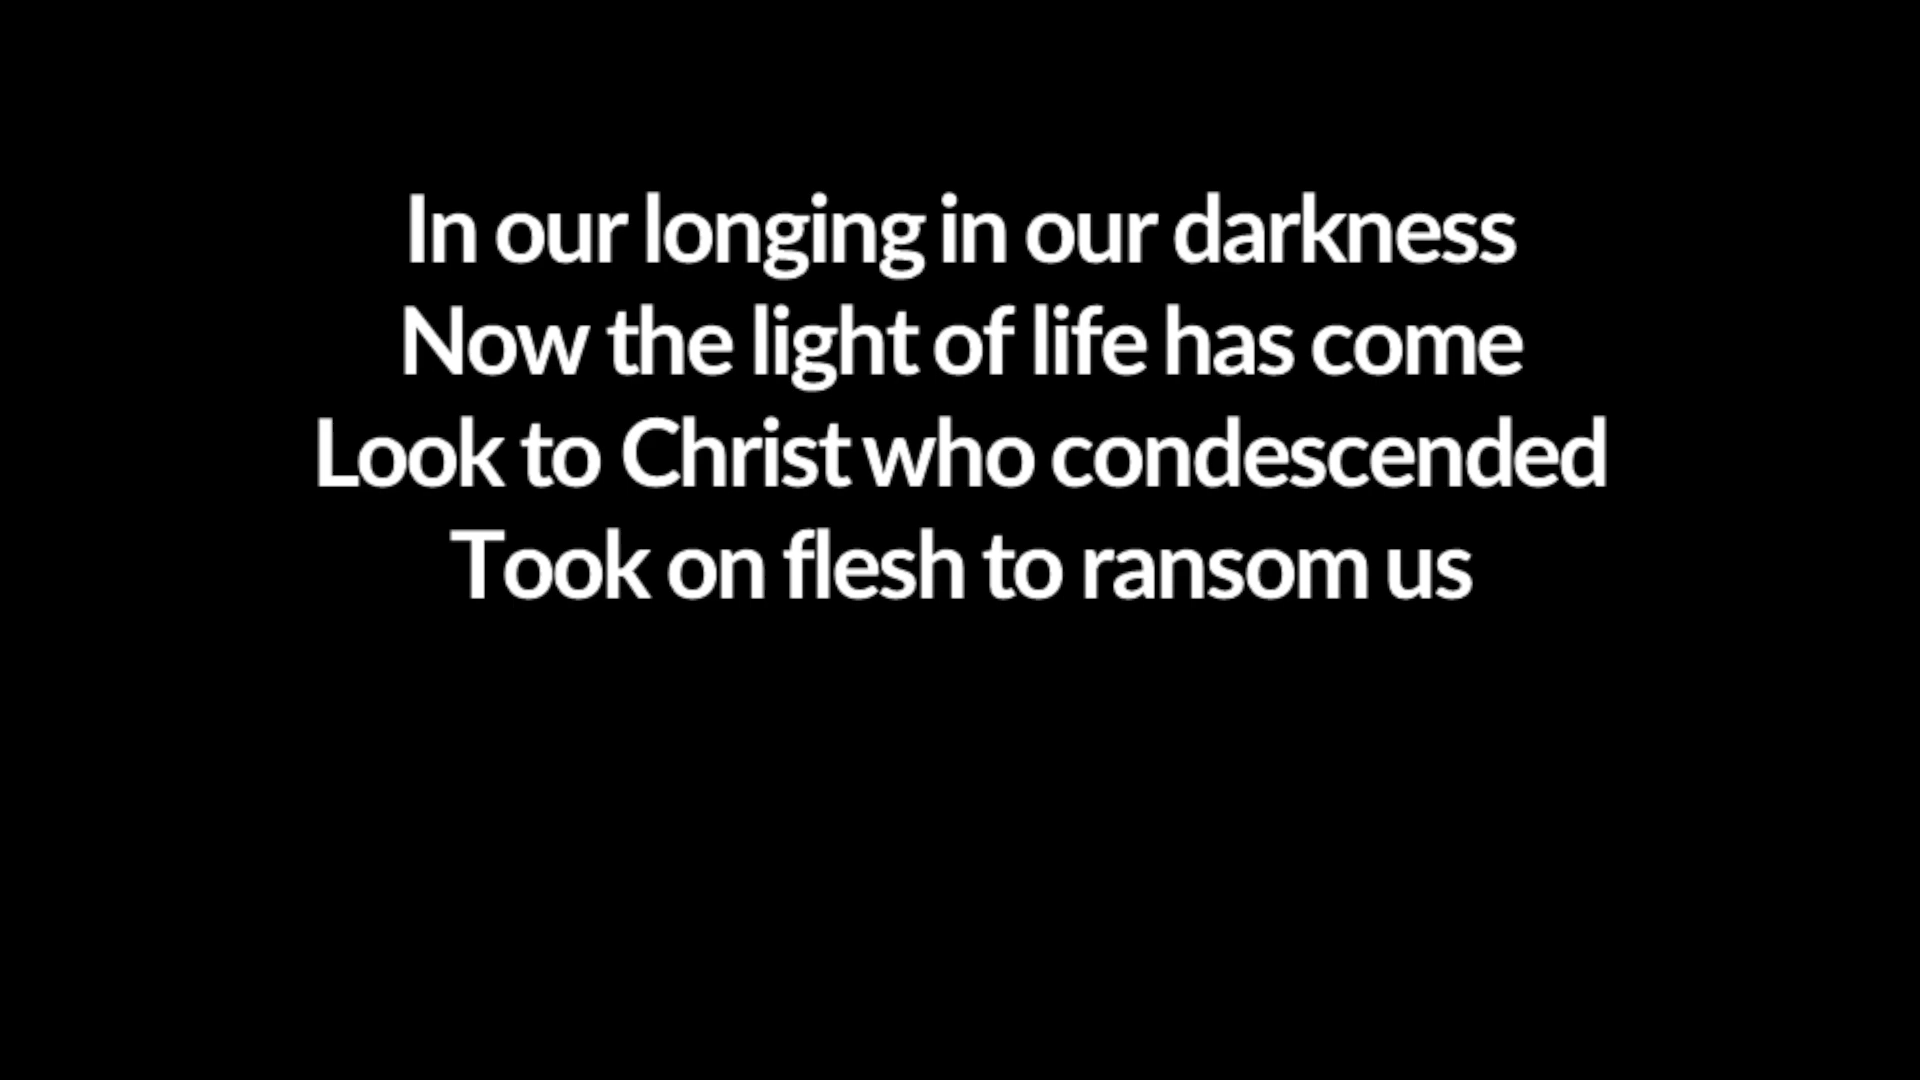 In our longing in our darkness
Now the light of life has come
Look to Christ who condescended
Took on flesh to ransom us